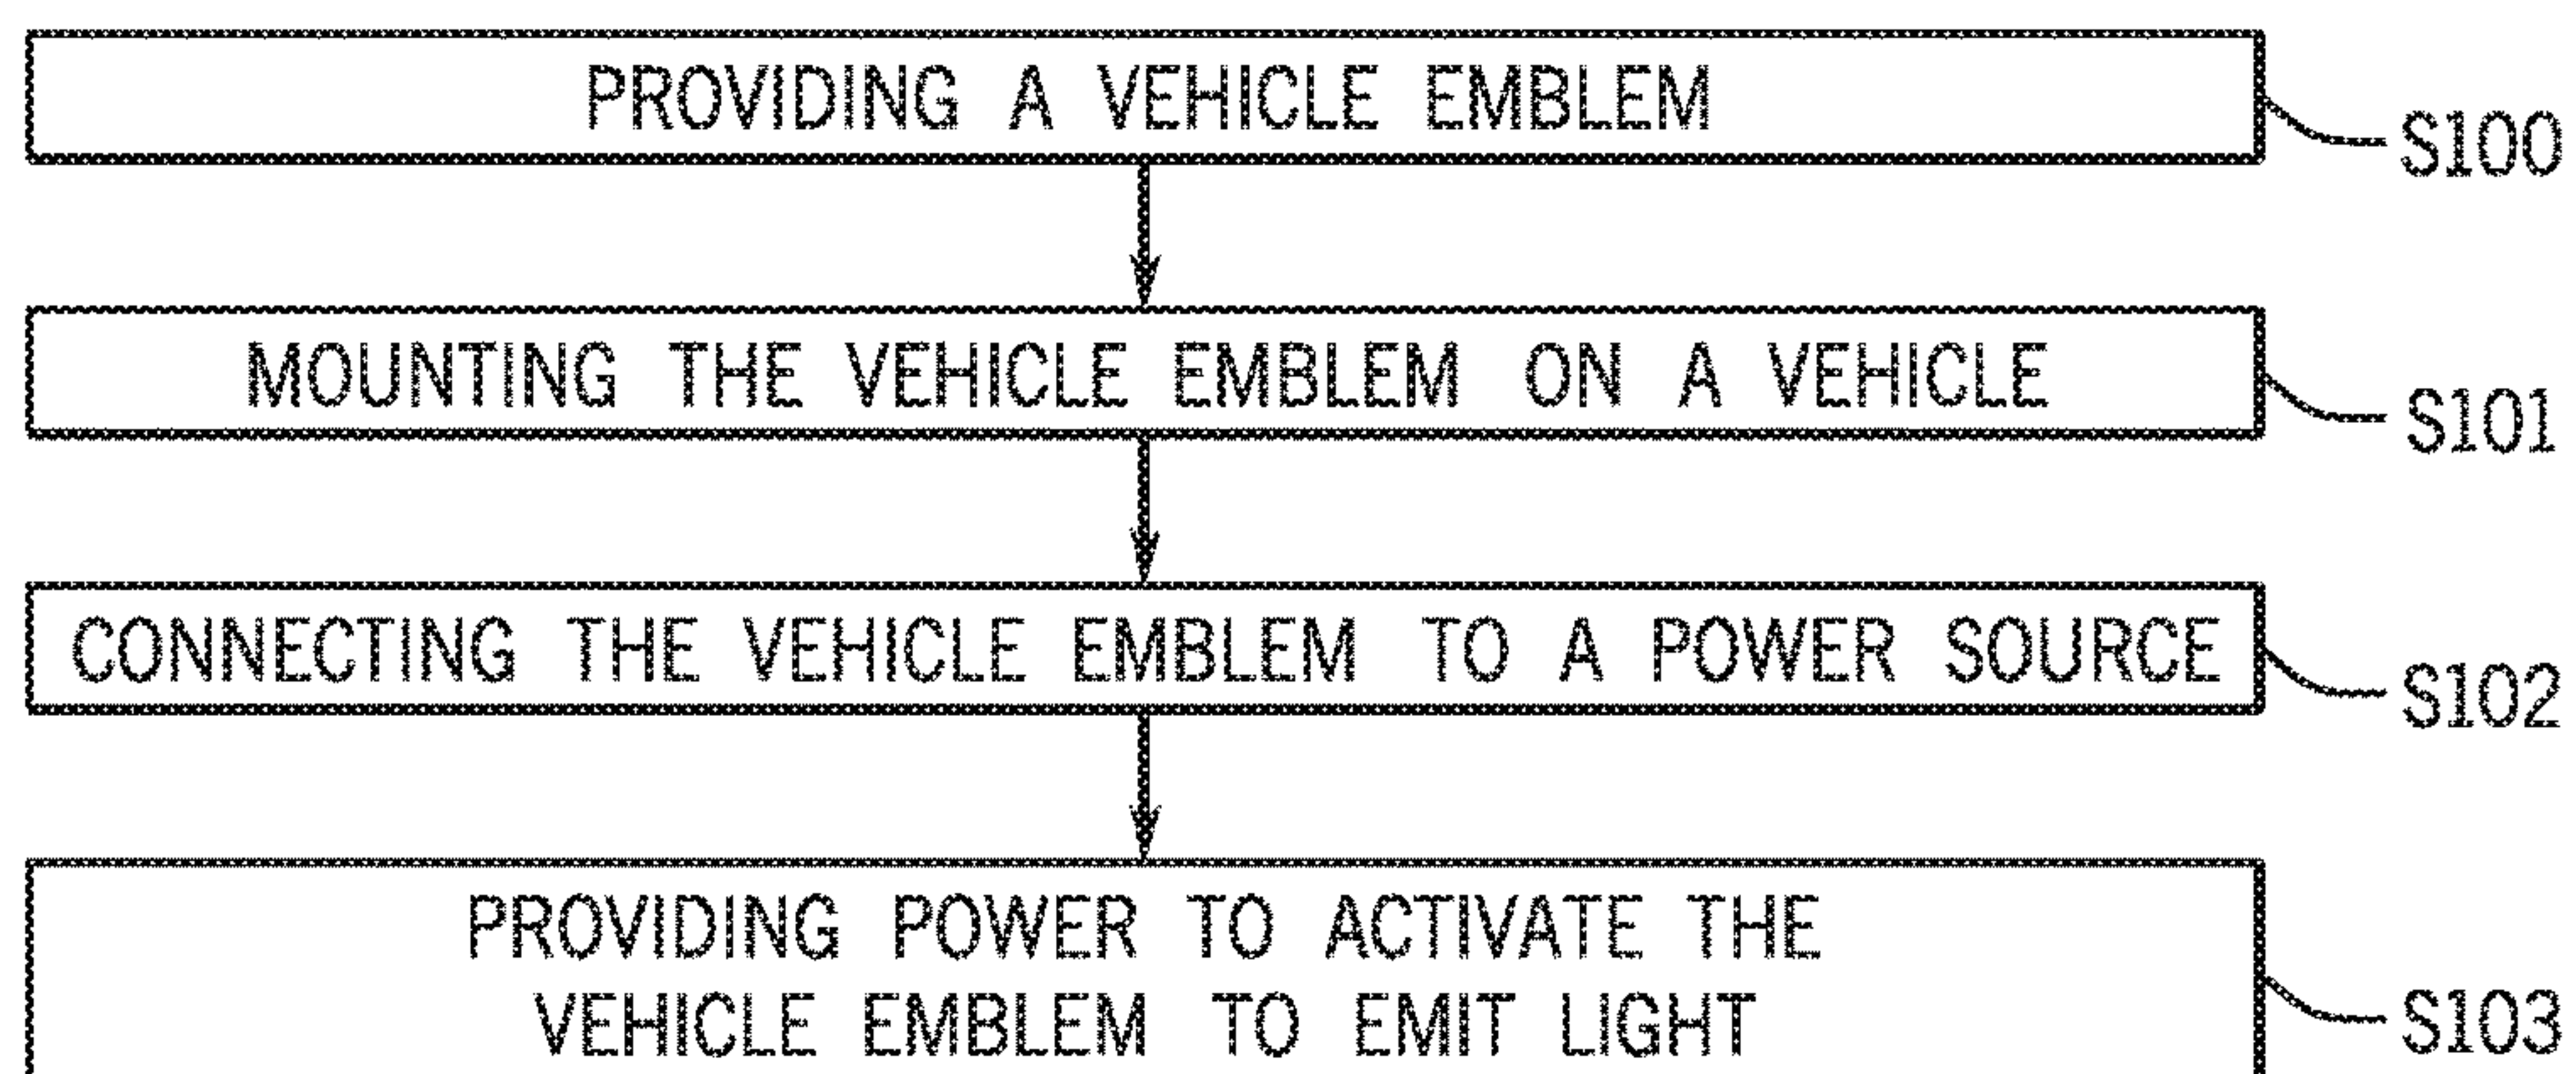 PROVIDING A VEHICLE EMBLEM
S100
MOUNTING THE VEHICLE EMBLEM ON A VEHICLE
S101
CONNECTING THE VEHICLE EMBLEM TO A POWER SOURCE
S102
PROVIDING POWER TO ACTIVATE THE
VEHICLE EMBLEM TO EMIT LIGHT
S103